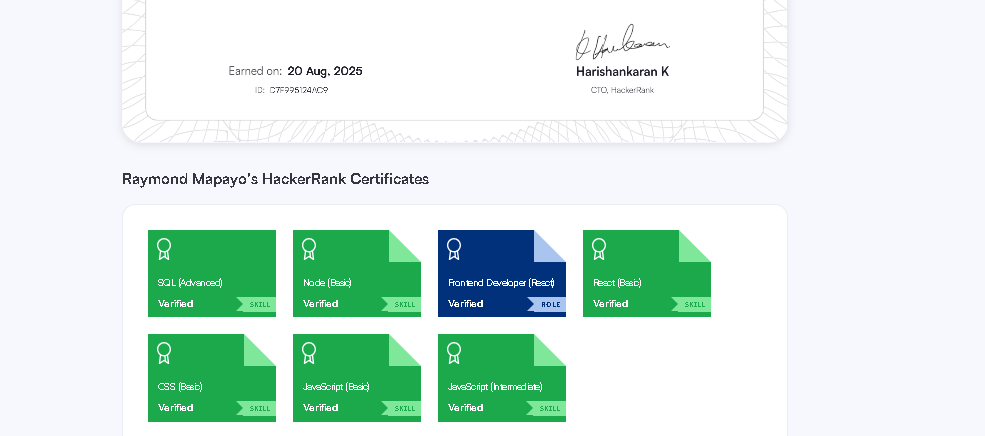 Earned on: 20 Aug, 2025
ID: D7F995124AC9
Harishankaran K
CTO, HackerRank
Raymond Mapayo's HackerRank Certificates
SQL (Advanced)
Verified
SKILL
Node (Basic)
Verified
SKILL
Frontend Developer (React)
Verified
ROLE
React (Basic)
Verified
SKILL
CSS (Basic)
Verified
SKILL
JavaScript (Basic)
Verified
SKILL
JavaScript (Intermediate)
Verified
SKILL